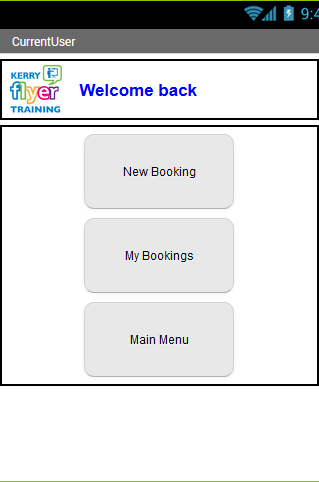 9:4
CurrentUser
KERRY
flyer
TRAINING
Welcome back
New Booking
My Bookings
Main Menu